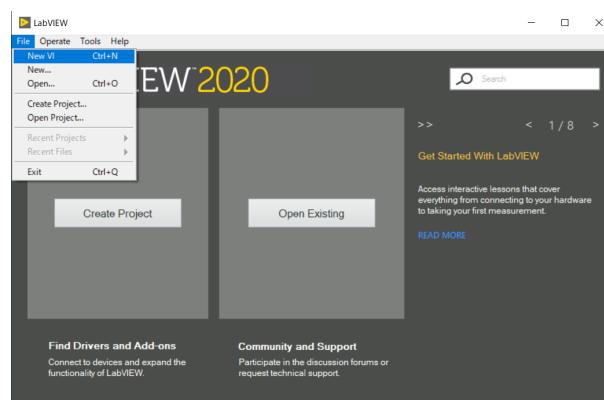 LabVIEW
File Operate Tools Help
New VI Ctrl+N
New...
Open... Ctrl+O
Create Project...
Open Project...
Recent Projects
Recent Files
Exit Ctrl+Q
EW™2020
Search
>> < 1/8 >
Get Started With LabVIEW
Access interactive lessons that cover
everything from connecting to your hardware
to taking your first measurement.
READ MORE
Create Project
Open Existing
Find Drivers and Add-ons
Connect to devices and expand the
functionality of LabVIEW.
Community and Support
Participate in the discussion forums or
request technical support.